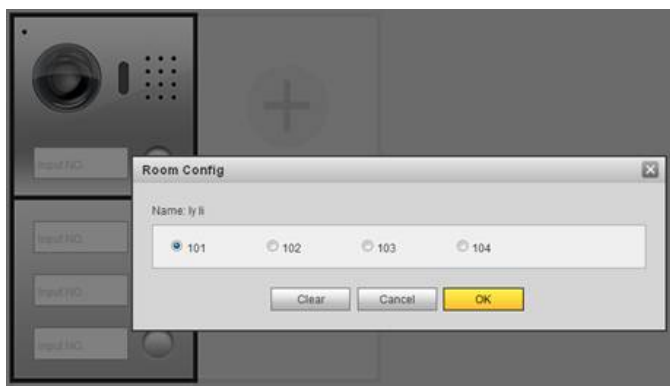 Input NO.
Room Config
Name: ly li
101 102 103 104
Input NO.
Input NO.
Clear Cancel OK
Input NO.